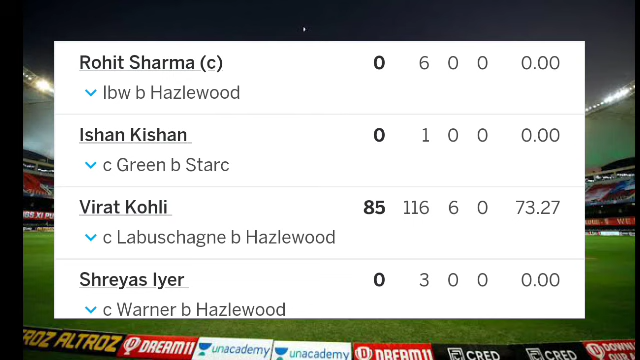 Rohit Sharma (c) 0 6 0 0 0.00
lbw b Hazlewood
Ishan Kishan 0 1 0 0 0.00
c Green b Starc
Virat Kohli 85 116 6 0 73.27
c Labuschagne b Hazlewood
Shreyas Iyer 0 3 0 0 0.00
c Warner b Hazlewood
ROZ ALTROZ DREAM11 unacademy unacademy DREAM11 CRED CRED